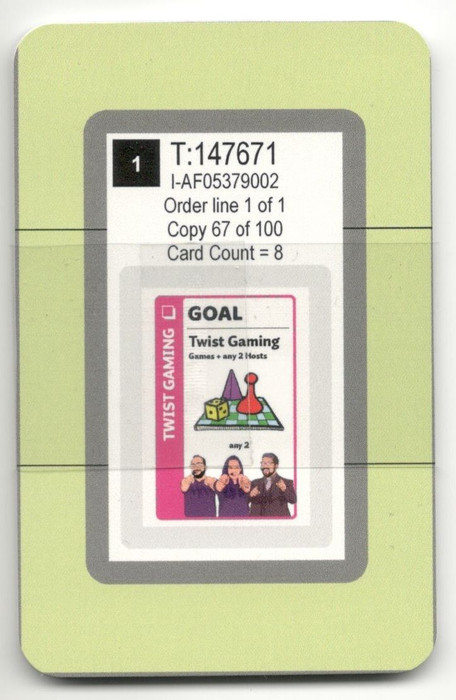 1
T:147671
I-AF05379002
Order line 1 of 1
Copy 67 of 100
Card Count = 8
TWIST GAMING
GOAL
Twist Gaming
Games + any 2 Hosts
any 2